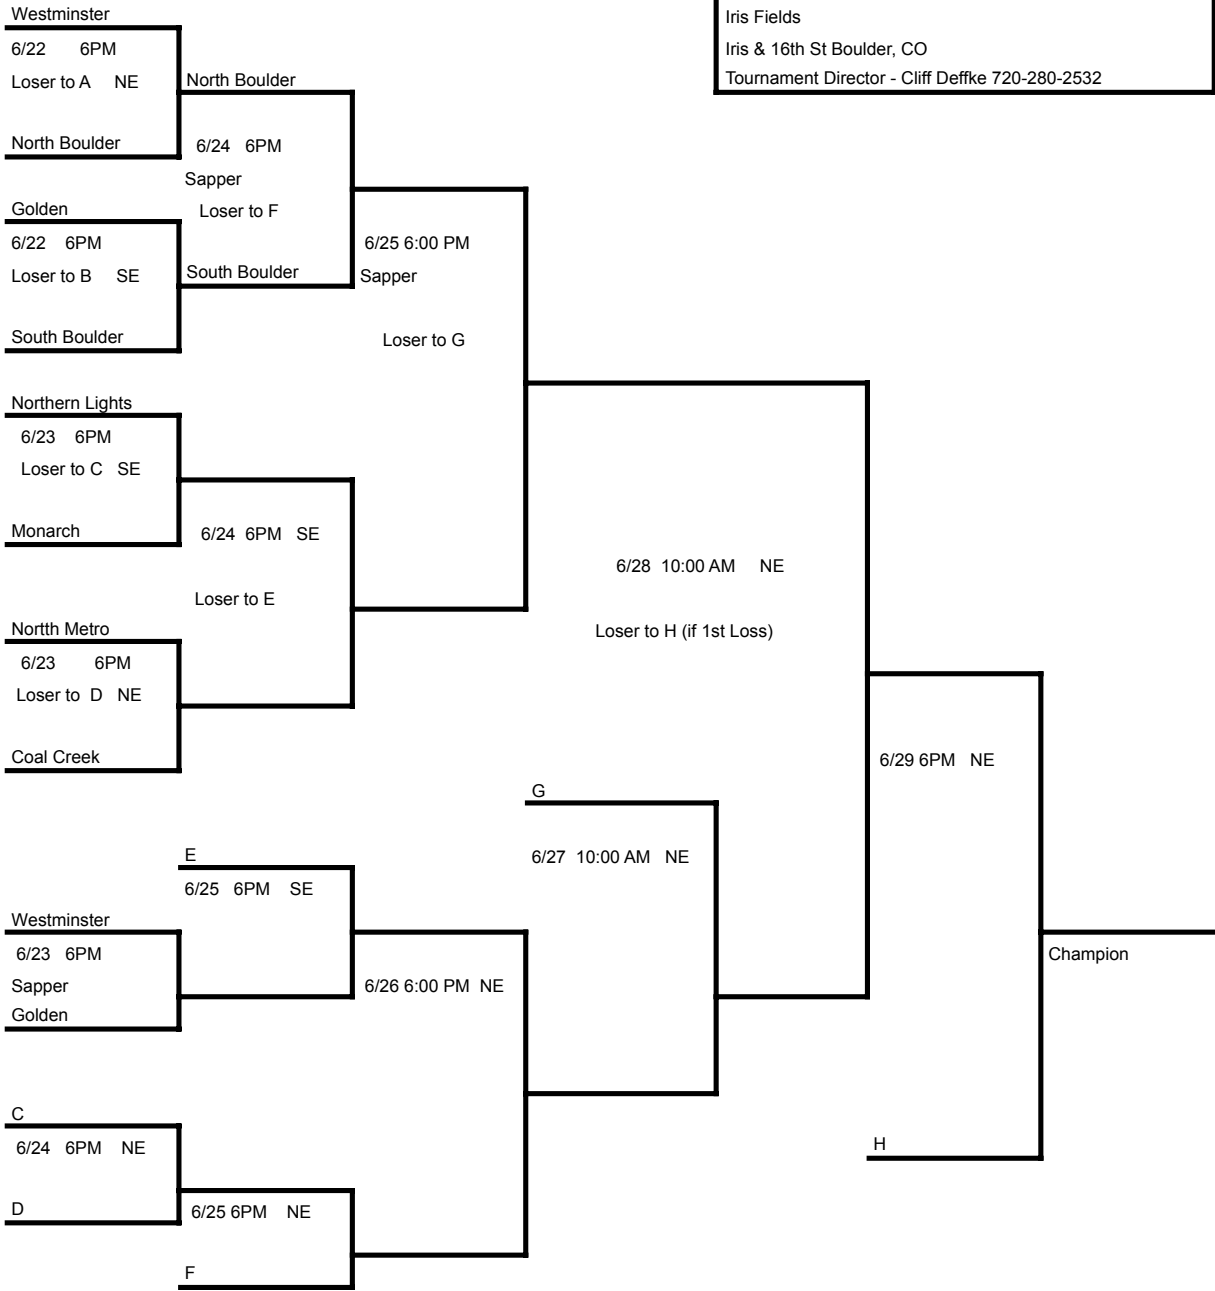 Westminster
Iris Fields
6/22 6PM
Iris & 16th St Boulder, CO
Loser to A NE
North Boulder
Tournament Director - Cliff Deffke 720-280-2532
North Boulder
6/24 6PM
Sapper
Golden
Loser to F
6/22 6PM
6/25 6:00 PM
Loser to B SE
South Boulder
Sapper
South Boulder
Loser to G
Northern Lights
6/23 6PM
Loser to C SE
Monarch
6/24 6PM SE
6/28 10:00 AM NE
Loser to E
Nortth Metro
Loser to H (if 1st Loss)
6/23 6PM
Loser to D NE
Coal Creek
6/29 6PM NE
G
E
6/27 10:00 AM NE
6/25 6PM SE
Westminster
6/23 6PM
Champion
Sapper
6/26 6:00 PM NE
Golden
C
6/24 6PM NE
H
D
6/25 6PM NE
F